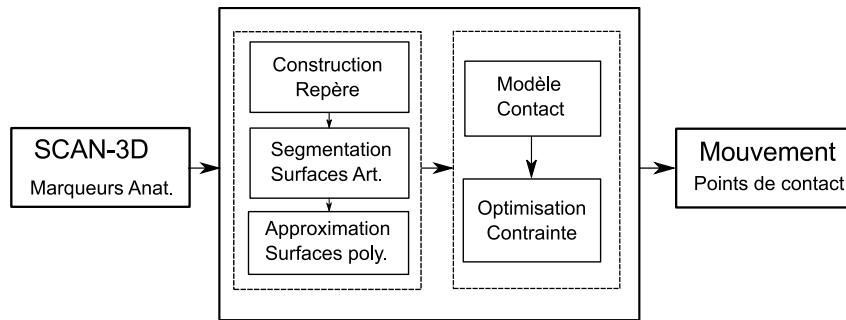 SCAN-3D
Marqueurs Anat.
Construction
Repère
Segmentation
Surfaces Art.
Approximation
Surfaces poly.
Modèle
Contact
Optimisation
Contrainte
Mouvement
Points de contact